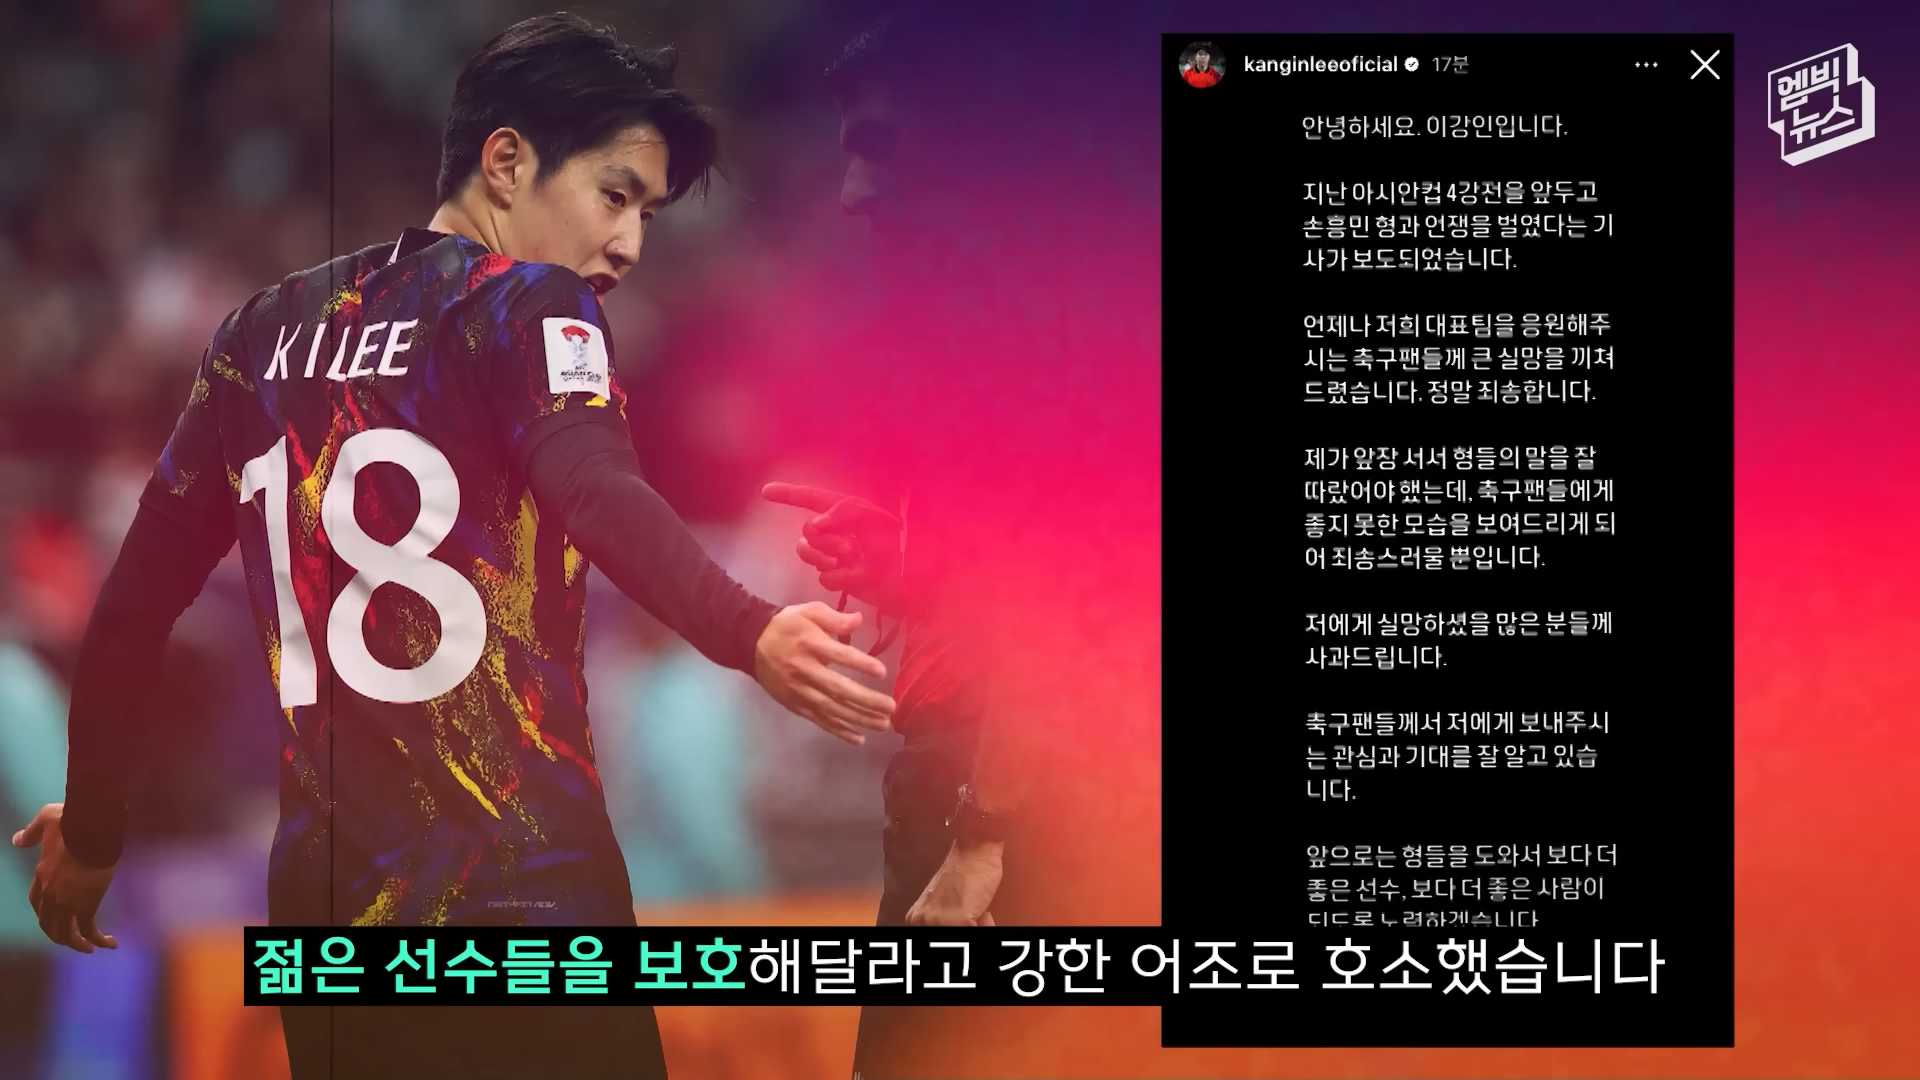 K I LEE
18
kanginleeoficial 17분
엠빅
뉴스
안녕하세요. 이강인입니다.
지난 아시안컵 4강전을 앞두고
손흥민 형과 언쟁을 벌였다는 기
사가 보도되었습니다.
언제나 저희 대표팀을 응원해주
시는 축구팬들께 큰 실망을 끼쳐
드렸습니다. 정말 죄송합니다.
제가 앞장 서서 형들의 말을 잘
따랐어야 했는데, 축구팬들에게
좋지 못한 모습을 보여드리게 되
어 죄송스러울 뿐입니다.
저에게 실망하셨을 많은 분들께
사과드립니다.
축구팬들께서 저에게 보내주시
는 관심과 기대를 잘 알고 있습
니다.
앞으로는 형들을 도와서 보다 더
좋은 선수, 보다 더 좋은 사람이
되도록 노력하겠습니다
젊은 선수들을 보호해달라고 강한 어조로 호소했습니다